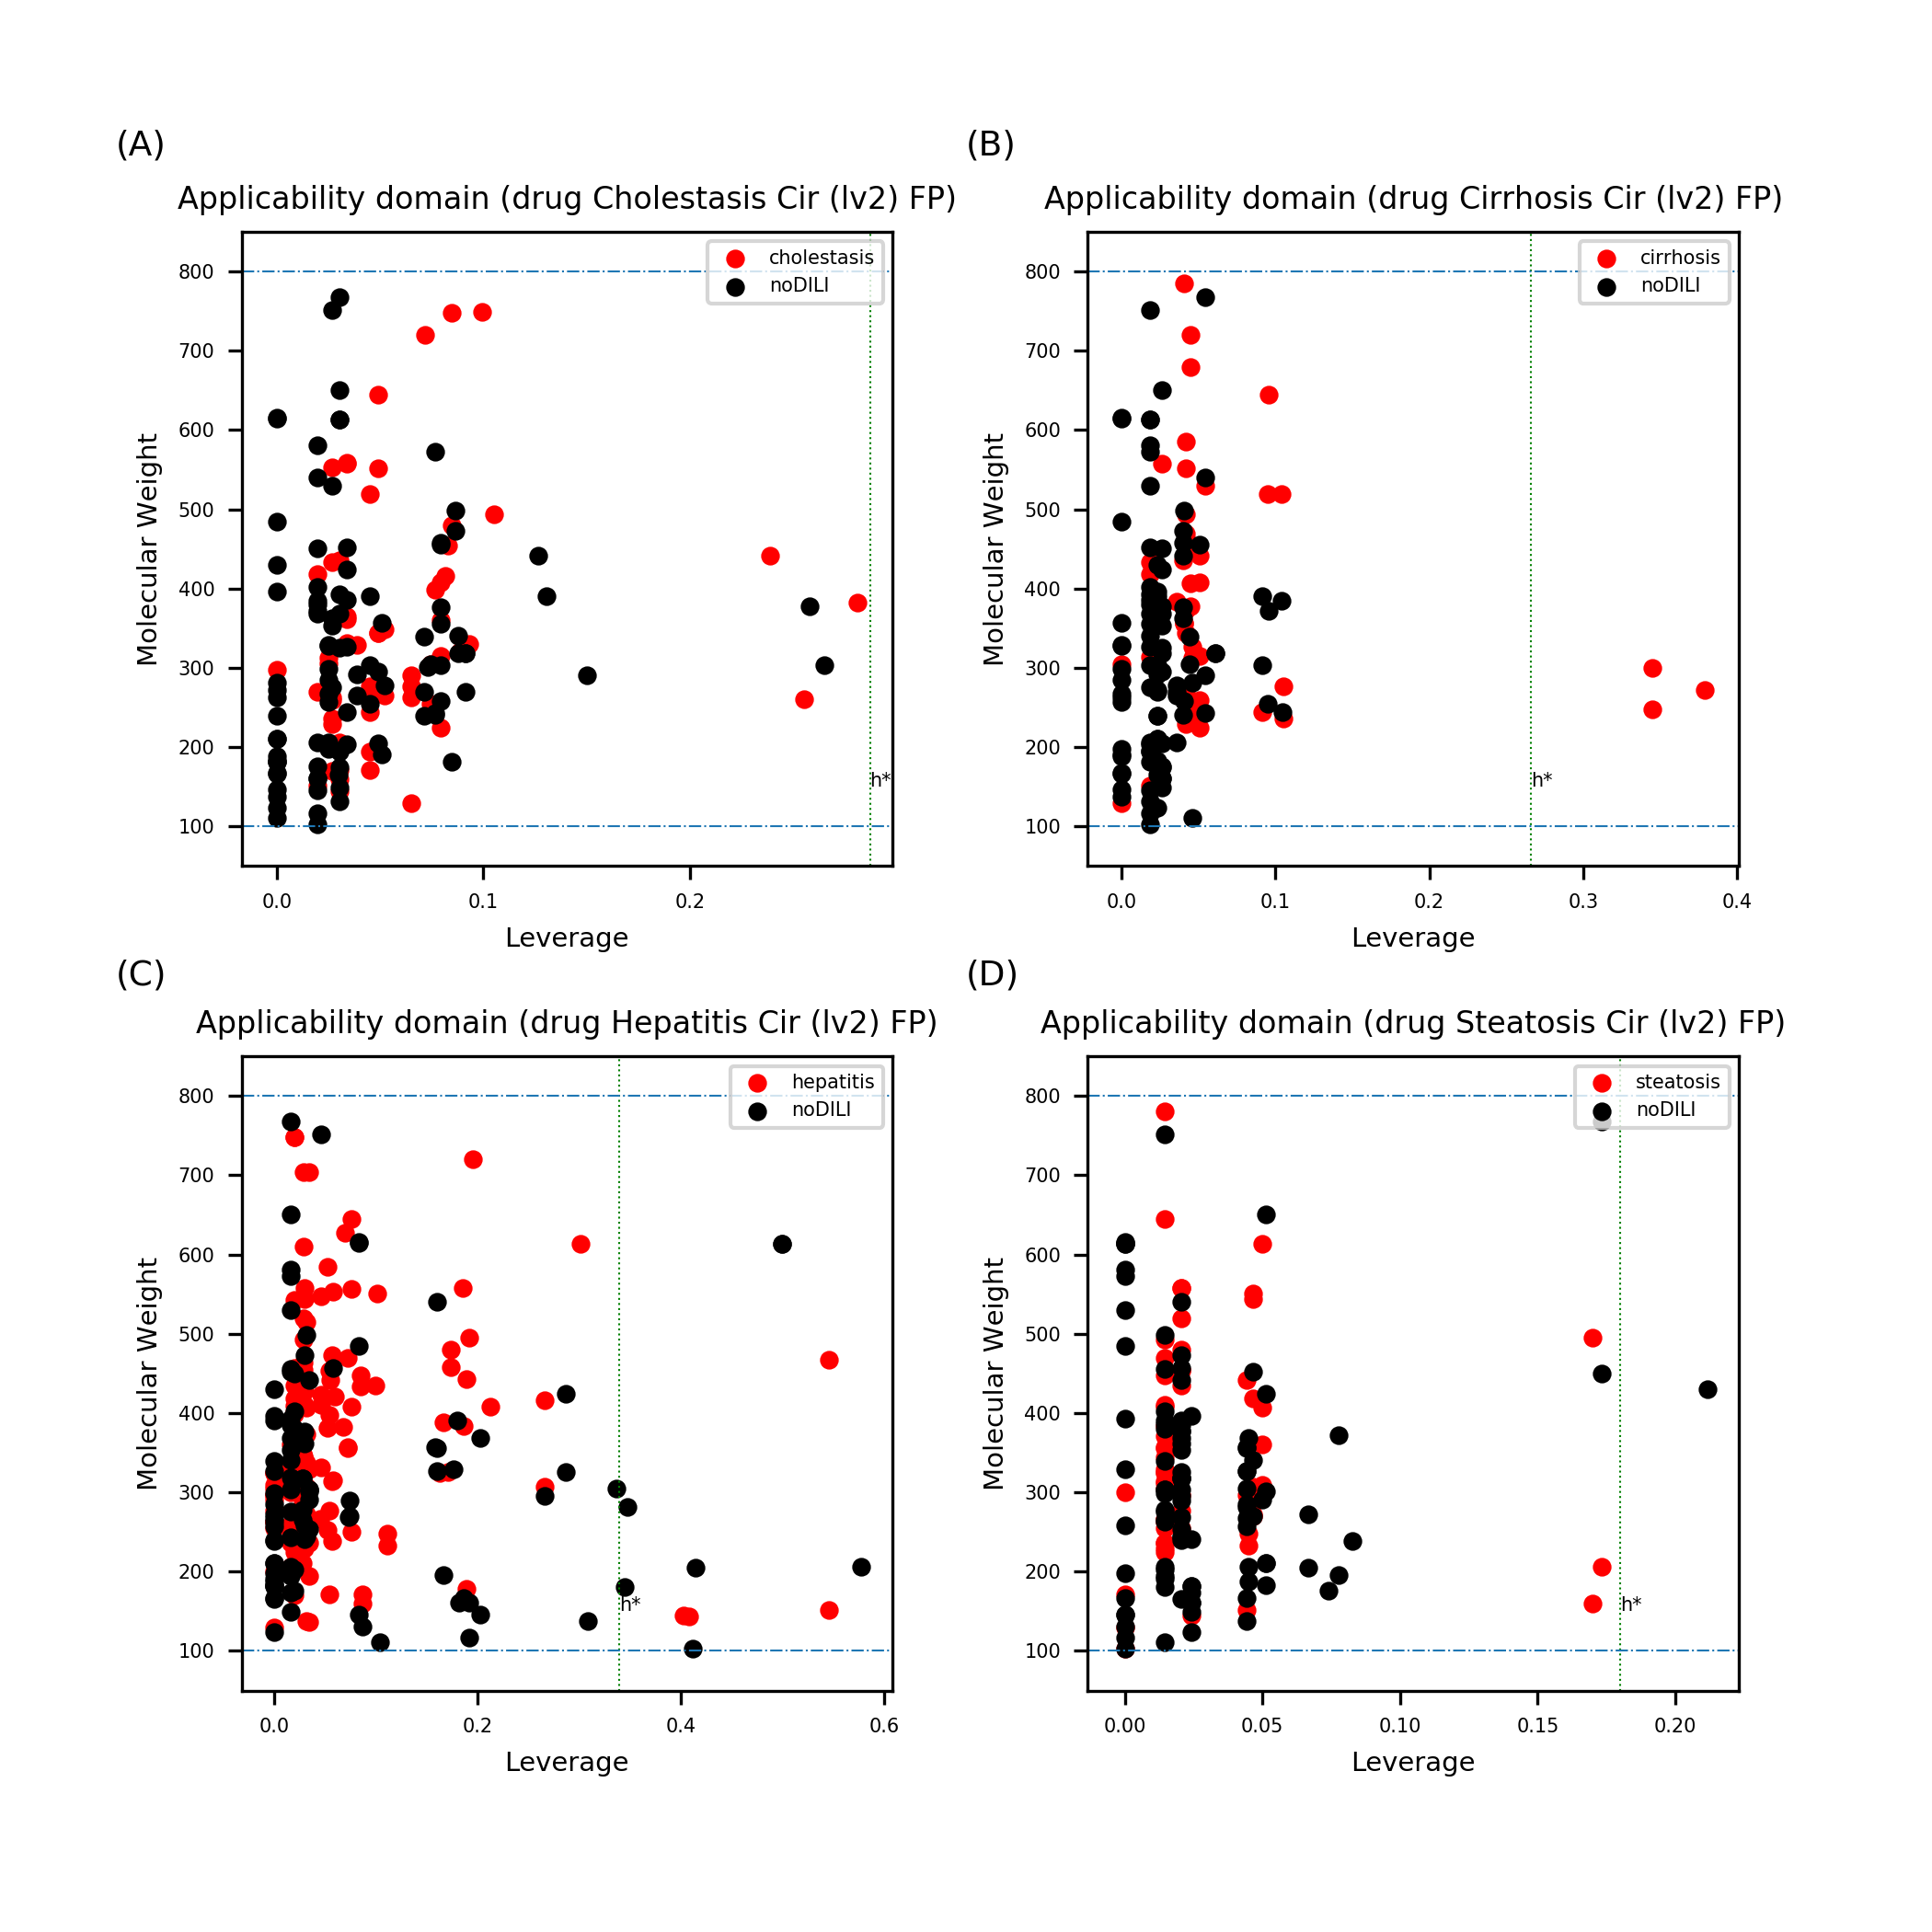 (A)
Applicability domain (drug Cholestasis Cir (lv2) FP)
cholestasis
noDILI
800
700
600
500
400
300
200
100
Molecular Weight
h*
0.0 0.1 0.2
Leverage
(B)
Applicability domain (drug Cirrhosis Cir (lv2) FP)
cirrhosis
noDILI
800
700
600
500
400
300
200
100
Molecular Weight
h*
0.0 0.1 0.2 0.3 0.4
Leverage
(C)
Applicability domain (drug Hepatitis Cir (lv2) FP)
hepatitis
noDILI
800
700
600
500
400
300
200
100
Molecular Weight
h*
0.0 0.2 0.4 0.6
Leverage
(D)
Applicability domain (drug Steatosis Cir (lv2) FP)
steatosis
noDILI
800
700
600
500
400
300
200
100
Molecular Weight
h*
0.00 0.05 0.10 0.15 0.20
Leverage